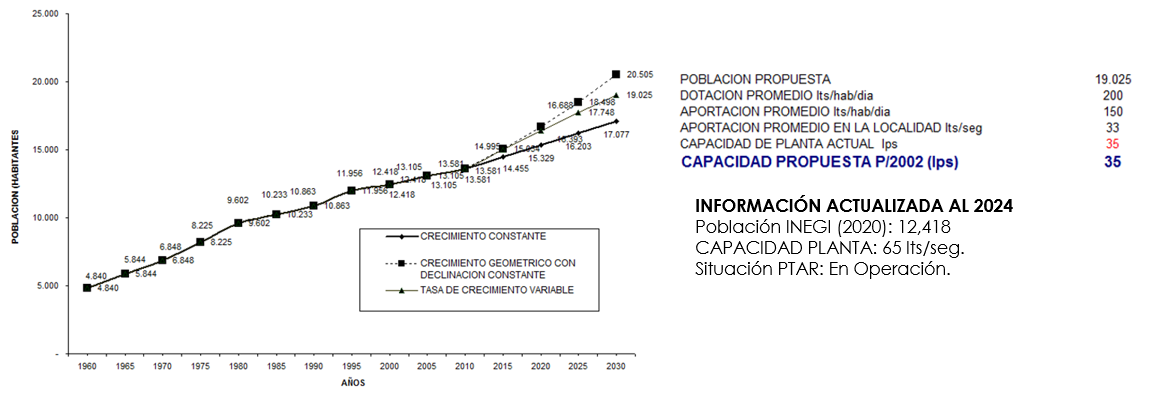 25.000
20.000
15.000
10.000
5.000
-
POBLACION (HABITANTES
4.840
4.840
5.844
5.844
6.848
6.848
8.225
8.225
9.602
9.602
10.233
10.233
10.863
10.863
11.956
11.956
12.418
12.418
12.418
13.105
13.105
13.105
13.581
13.581
13.581
14.995
14.455
16.688
15.329
18.498
17.748
16.203
20.505
19.025
17.077
CRECIMIENTO CONSTANTE
CRECIMIENTO GEOMETRICO CON
DECLINACION CONSTANTE
TASA DE CRECIMIENTO VARIABLE
1960 1965 1970 1975 1980 1985 1990 1995 2000 2005 2010 2015 2020 2025 2030
AÑOS
POBLACION PROPUESTA 19.025
DOTACION PROMEDIO lts/hab/dia 200
APORTACION PROMEDIO lts/hab/dia 150
APORTACION PROMEDIO EN LA LOCALIDAD lts/seg 33
CAPACIDAD DE PLANTA ACTUAL lps 35
CAPACIDAD PROPUESTA P/2002 (lps) 35
INFORMACIÓN ACTUALIZADA AL 2024
Población INEGI (2020): 12,418
CAPACIDAD PLANTA: 65 lts/seg.
Situación PTAR: En Operación.